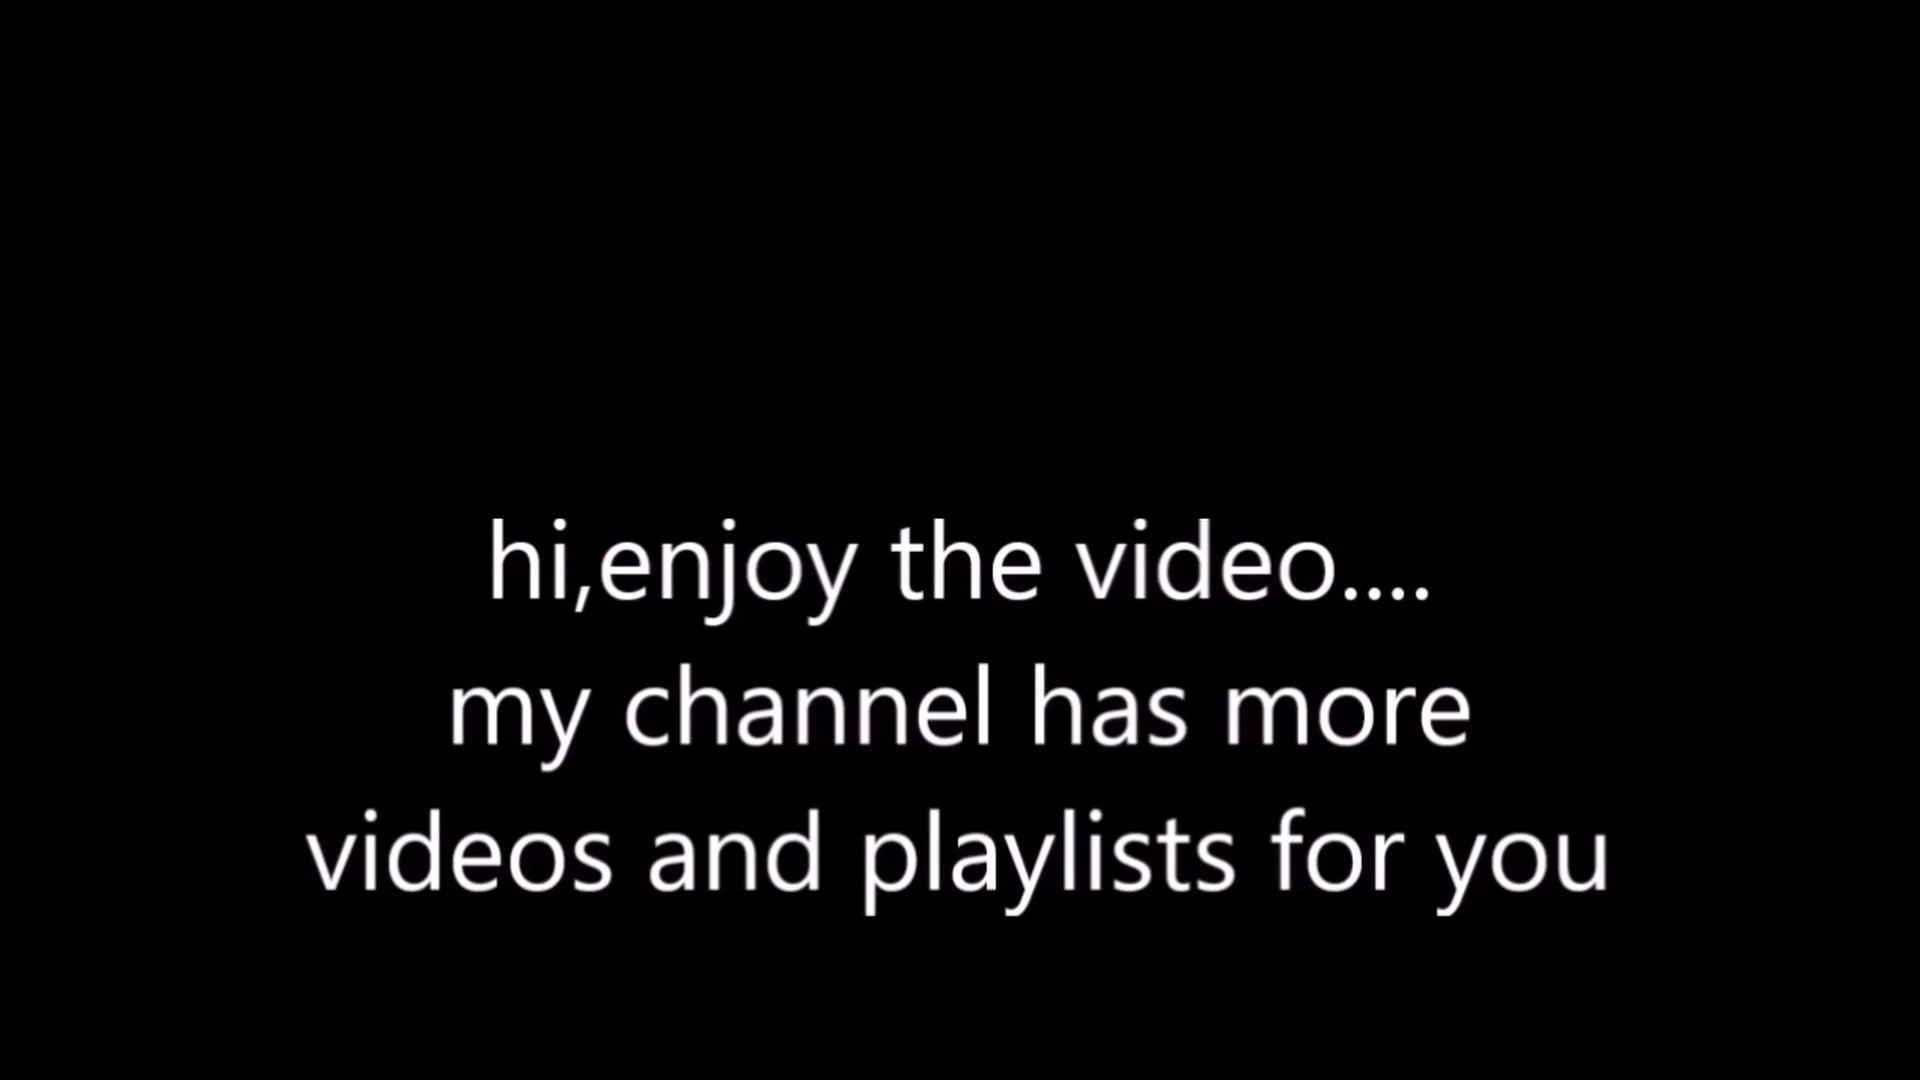 hi,enjoy the video....
my channel has more
videos and playlists for you